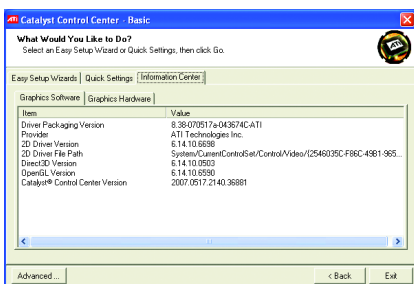 ATI Catalyst Control Center - Basic
What Would You Like to Do?
Select an Easy Setup Wizard or Quick Settings, then click Go.
ATI
Easy Setup Wizards Quick Settings Information Center
Graphics Software Graphics Hardware
Item Value
Driver Packaging Version 8.38-070517a-043674C-ATI
Provider ATI Technologies Inc.
2D Driver Version 6.14.10.6698
2D Driver File Path System/CurrentControlSet/Control/Video/{2546035C-F86C-49B1-965...
Direct3D Version 6.14.10.0503
OpenGL Version 6.14.10.6590
Catalyst® Control Center Version 2007.0517.2140.36881
Advanced ... < Back Exit